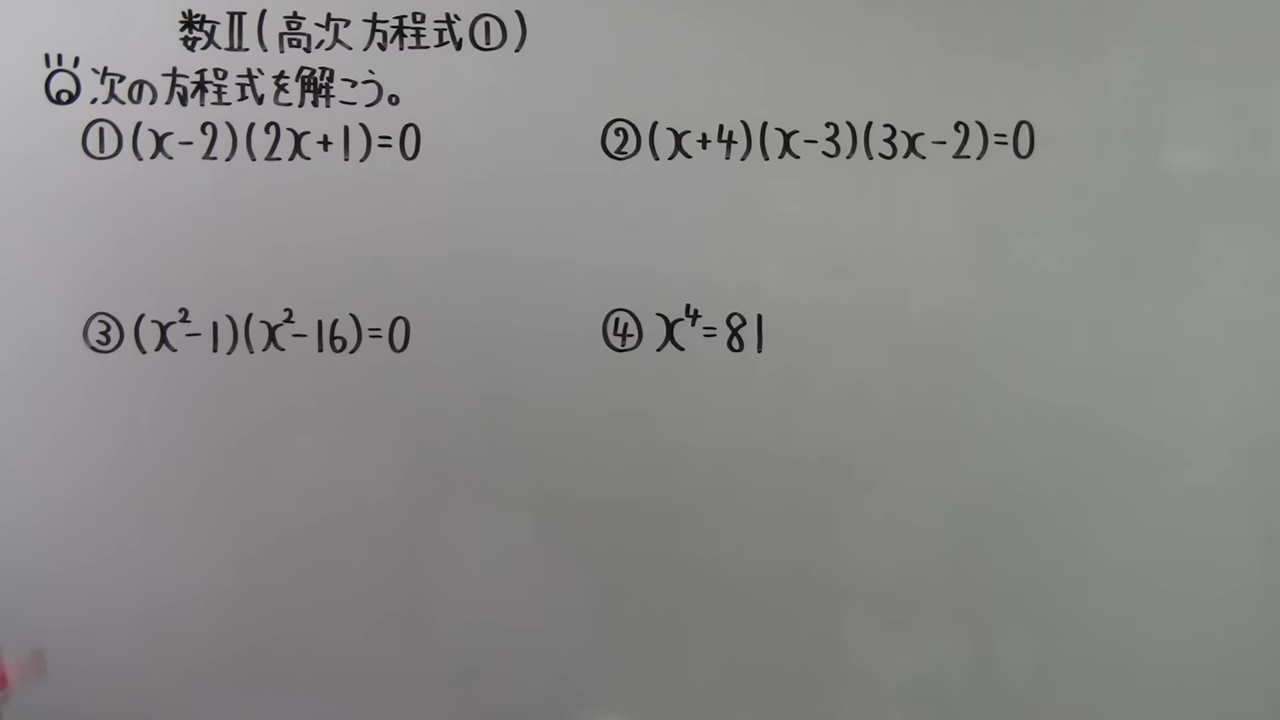 数Ⅱ(高次方程式①)
次の方程式を解こう。
①(x-2)(2x+1)=0
②(x+4)(x-3)(3x-2)=0
③(x²-1)(x²-16)=0
④x⁴=81